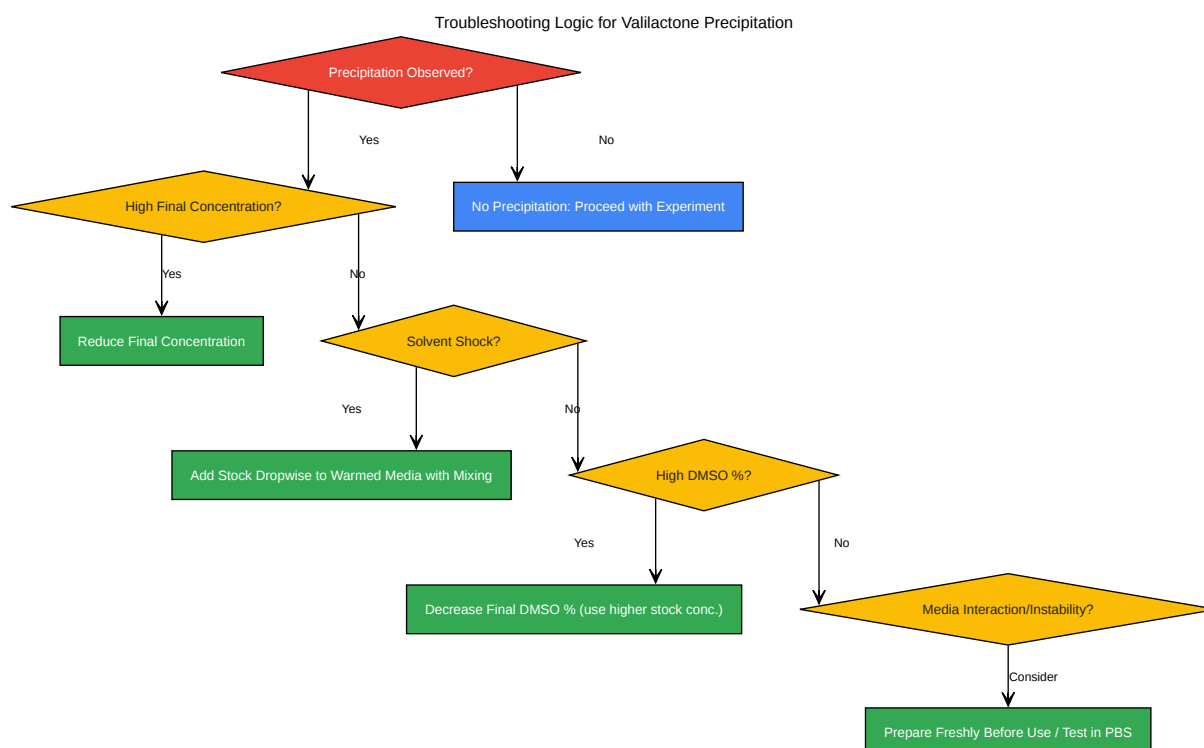 Troubleshooting Logic for Valilactone Precipitation
Precipitation Observed?
Yes
No
High Final Concentration?
No Precipitation: Proceed with Experiment
Yes
No
Reduce Final Concentration
Solvent Shock?
Yes
No
Add Stock Dropwise to Warmed Media with Mixing
High DMSO %?
Yes
No
Decrease Final DMSO % (use higher stock conc.)
Media Interaction/Instability?
Consider
Prepare Freshly Before Use / Test in PBS